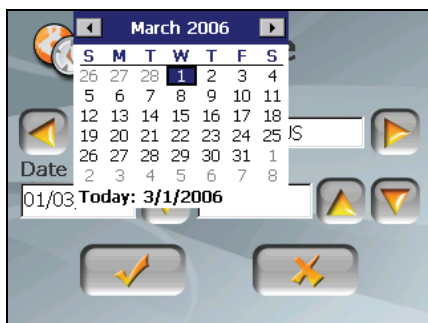 March 2006
S M T W T F S
26 27 28 1 2 3 4
5 6 7 8 9 10 11
12 13 14 15 16 17 18
19 20 21 22 23 24 25 US
26 27 28 29 30 31 1
Date 2 3 4 5 6 7 8
01/03 Today: 3/1/2006